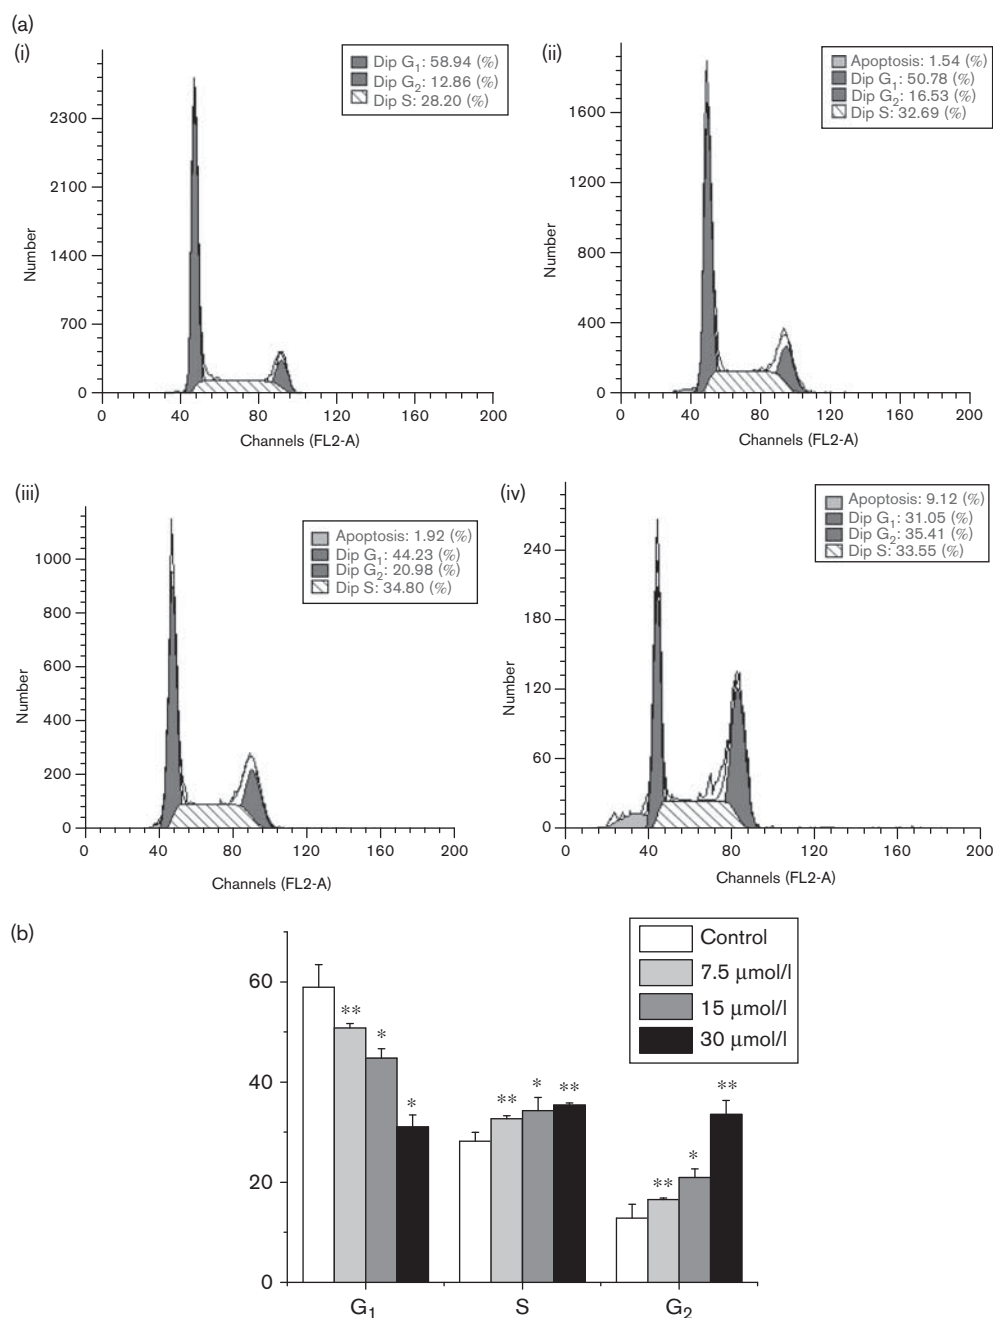 (a)
(i)
Dip G₁: 58.94 (%)
Dip G₂: 12.86 (%)
Dip S: 28.20 (%)
2300
2100
1400
700
0
Number
0 40 80 120 160 200
Channels (FL2-A)
(ii)
Apoptosis: 1.54 (%)
Dip G₁: 50.78 (%)
Dip G₂: 16.53 (%)
Dip S: 32.69 (%)
1600
1200
800
400
0
Number
0 40 80 120 160 200
Channels (FL2-A)
(iii)
Apoptosis: 1.92 (%)
Dip G₁: 44.23 (%)
Dip G₂: 20.98 (%)
Dip S: 34.80 (%)
1000
800
600
400
200
0
Number
0 40 80 120 160 200
Channels (FL2-A)
(iv)
Apoptosis: 9.12 (%)
Dip G₁: 31.05 (%)
Dip G₂: 35.41 (%)
Dip S: 33.55 (%)
240
180
120
60
0
Number
0 40 80 120 160 200
Channels (FL2-A)
(b)
Control
7.5 μmol/l
15 μmol/l
30 μmol/l
60
40
20
0
** * *
** * **
** * **
G₁ S G₂